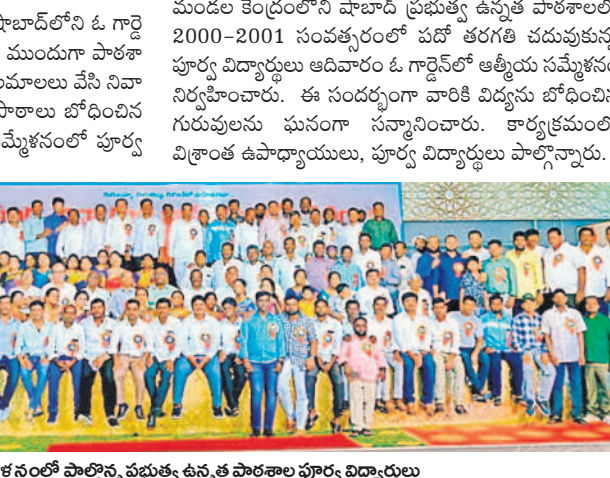 షాబాద్‌లోని ఓ గార్డె
ముందుగా పాఠశా
లమాలలు వేసి నివా
పాఠాలు బోధించిన
మ్మేళనంలో పూర్వ
మండల కేంద్రంలోని షాబాద్ ప్రభుత్వ ఉన్నత పాఠశాలలో
2000-2001 సంవత్సరంలో పదో తరగతి చదువుకున్న
పూర్వ విద్యార్థులు ఆదివారం ఓ గార్డెన్‌లో ఆత్మీయ సమ్మేళనం
నిర్వహించారు. ఈ సందర్భంగా వారికి విద్యను బోధించిన
గురువులను ఘనంగా సన్మానించారు. కార్యక్రమంలో
విశ్రాంత ఉపాధ్యాయులు, పూర్వ విద్యార్థులు పాల్గొన్నారు.
ళనంలో పాల్గొన్న ప్రభుత్వ ఉన్నత పాఠశాల పూర్వ విద్యార్థులు